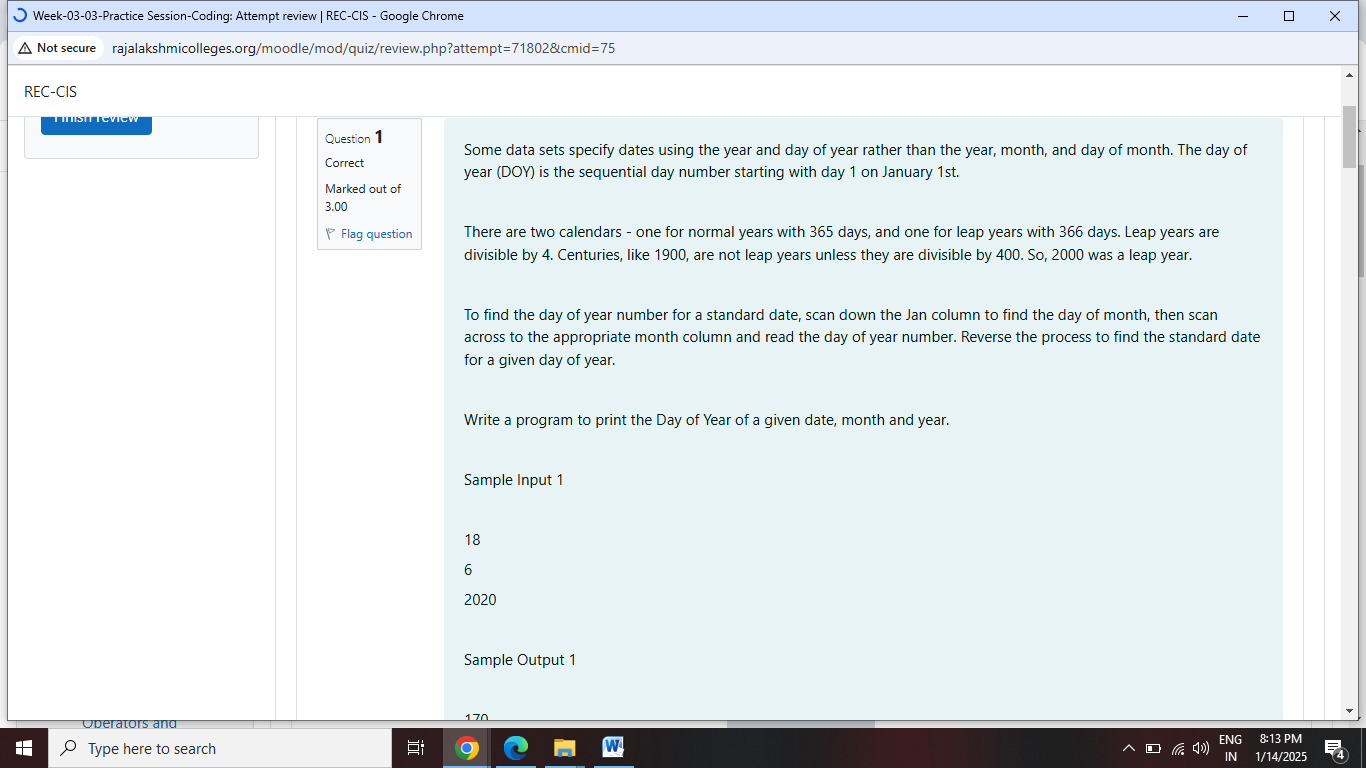 Week-03-03-Practice Session-Coding: Attempt review | REC-CIS - Google Chrome
Not secure rajalakshmicolleges.org/moodle/mod/quiz/review.php?attempt=71802&cmid=75
REC-CIS
Finish review
Question 1
Correct
Marked out of
3.00
Flag question
Some data sets specify dates using the year and day of year rather than the year, month, and day of month. The day of
year (DOY) is the sequential day number starting with day 1 on January 1st.
There are two calendars - one for normal years with 365 days, and one for leap years with 366 days. Leap years are
divisible by 4. Centuries, like 1900, are not leap years unless they are divisible by 400. So, 2000 was a leap year.
To find the day of year number for a standard date, scan down the Jan column to find the day of month, then scan
across to the appropriate month column and read the day of year number. Reverse the process to find the standard date
for a given day of year.
Write a program to print the Day of Year of a given date, month and year.
Sample Input 1
18
6
2020
Sample Output 1
170
Operators and
Type here to search
W
ENG
IN
8:13 PM
1/14/2025
4